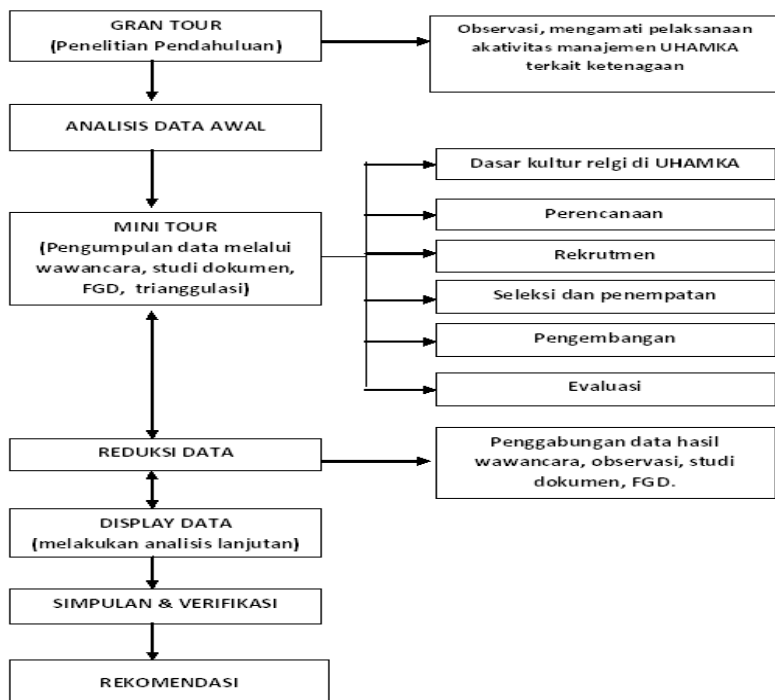 GRAN TOUR
(Penelitian Pendahuluan)
Observasi, mengamati pelaksanaan
akativitas manajemen UHAMKA
terkait ketenagaan
ANALISIS DATA AWAL
MINI TOUR
(Pengumpulan data melalui
wawancara, studi dokumen,
FGD, trianggulasi)
Dasar kultur relgi di UHAMKA
Perencanaan
Rekrutmen
Seleksi dan penempatan
Pengembangan
Evaluasi
REDUKSI DATA
Penggabungan data hasil
wawancara, observasi, studi
dokumen, FGD.
DISPLAY DATA
(melakukan analisis lanjutan)
SIMPULAN & VERIFIKASI
REKOMENDASI